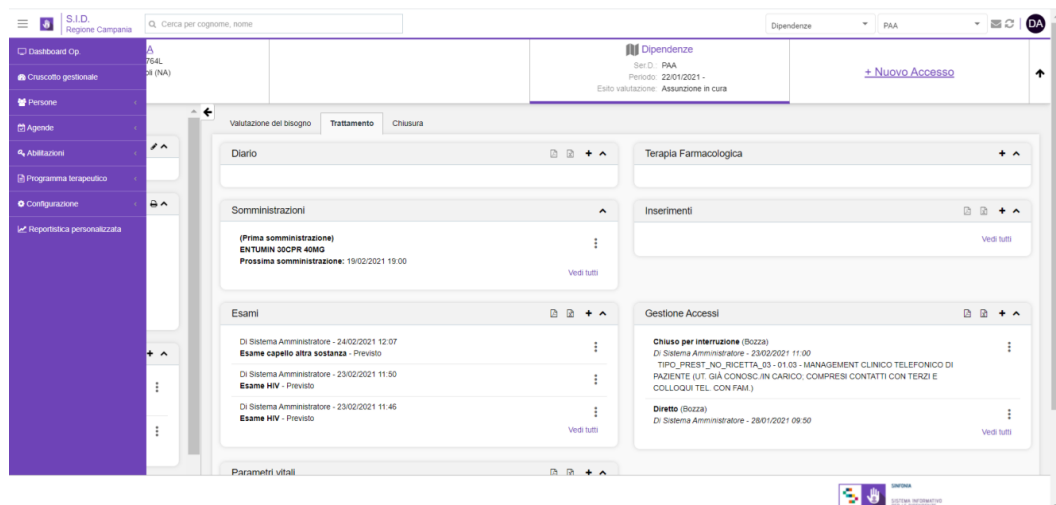 S.I.D.
Regione Campania
Cerca per cognome, nome
Dipendenze
PAA
DA
Dashboard Op.
Cruscotto gestionale
Persone
Agende
Abilitazioni
Programma terapeutico
Configurazione
Reportistica personalizzata
A
764L
oli (NA)
Dipendenze
Ser.D.: PAA
Periodo: 22/01/2021 -
Esito valutazione: Assunzione in cura
+ Nuovo Accesso
Valutazione del bisogno Trattamento Chiusura
Diario
Terapia Farmacologica
Somministrazioni
(Prima somministrazione)
ENTUMIN 30CPR 40MG
Prossima somministrazione: 19/02/2021 19:00
Vedi tutti
Inserimenti
Vedi tutti
Esami
Di Sistema Amministratore - 24/02/2021 12:07
Esame capello altra sostanza - Previsto
Di Sistema Amministratore - 23/02/2021 11:50
Esame HIV - Previsto
Di Sistema Amministratore - 23/02/2021 11:46
Esame HIV - Previsto
Vedi tutti
Gestione Accessi
Chiuso per interruzione (Bozza)
Di Sistema Amministratore - 23/02/2021 11:00
TIPO_PREST_NO_RICETTA_03 - 01.03 - MANAGEMENT CLINICO TELEFONICO DI
PAZIENTE (UT. GIÀ CONOSC./IN CARICO; COMPRESI CONTATTI CON TERZI E
COLLOQUI TEL. CON FAM.)
Diretto (Bozza)
Di Sistema Amministratore - 28/01/2021 09:50
Vedi tutti
Parametri vitali
SINFONIA
SISTEMA INFORMATIVO